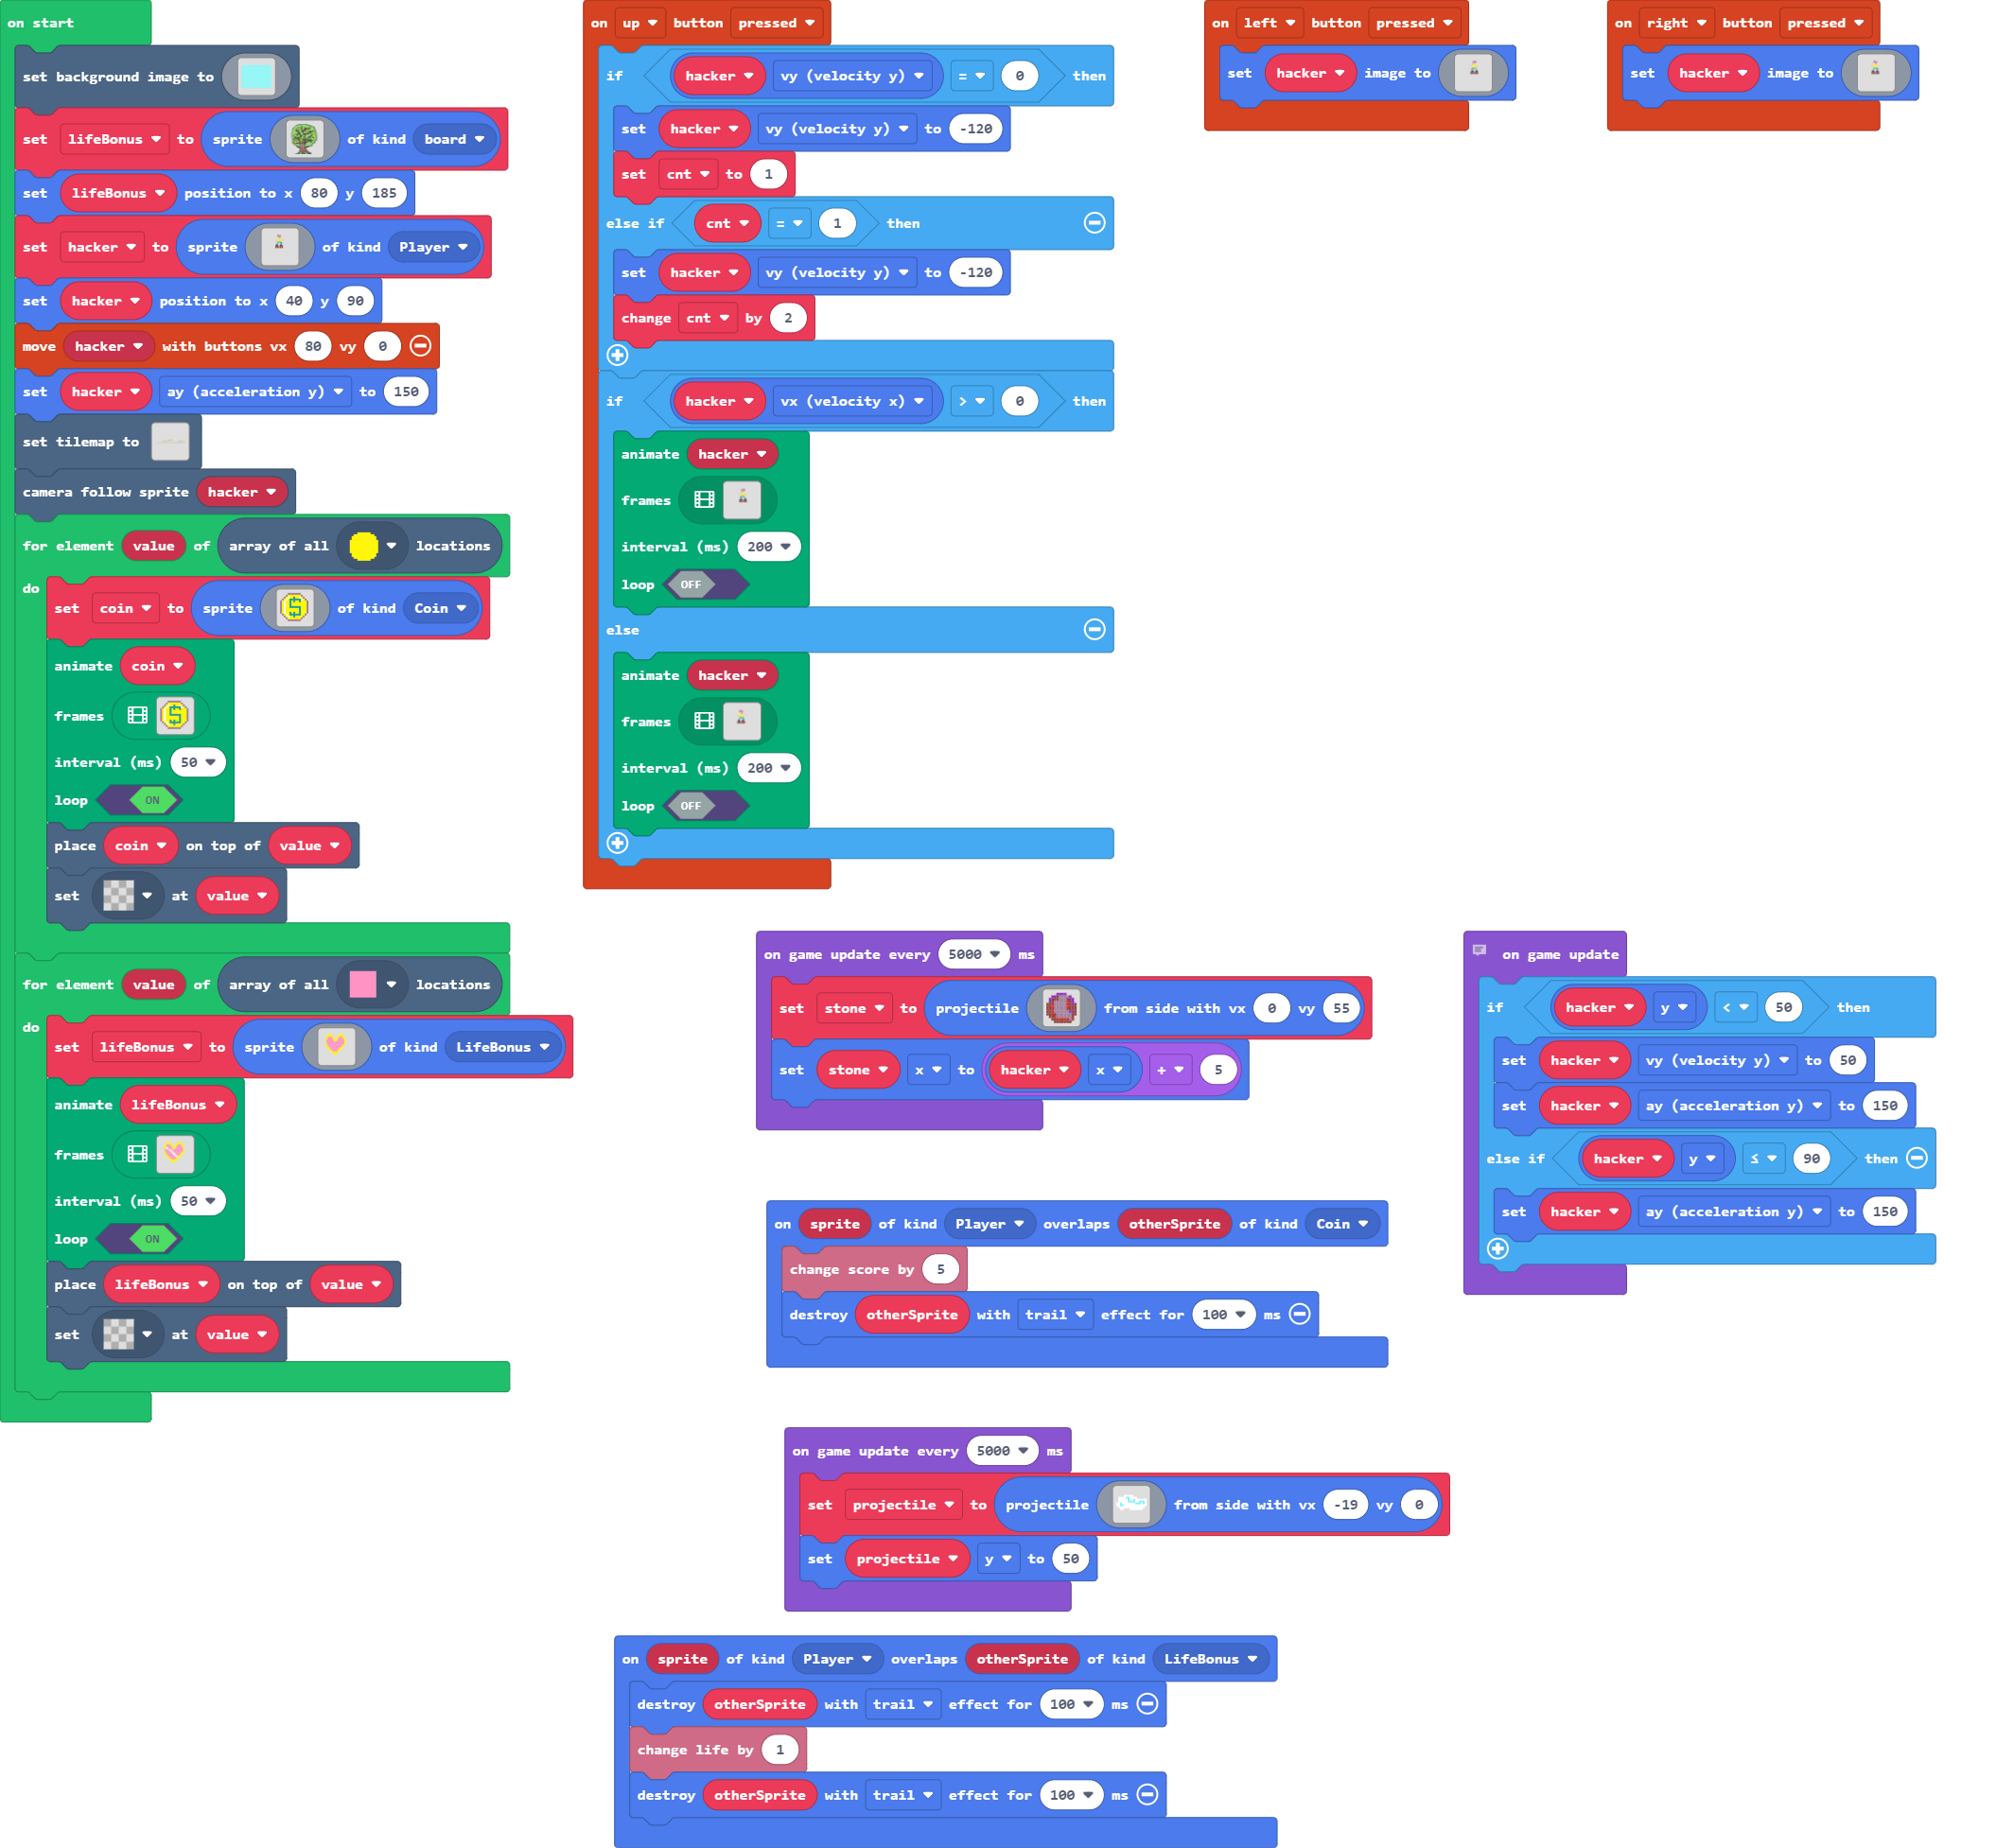 on start
set background image to
set lifeBonus to sprite of kind board
set lifeBonus position to x 80 y 185
set hacker to sprite of kind Player
set hacker position to x 40 y 90
move hacker with buttons vx 80 vy 0
set hacker ay (acceleration y) to 150
set tilemap to
camera follow sprite hacker
for element value of array of all locations
do
set coin to sprite $ of kind Coin
animate coin
frames $
interval (ms) 50
loop ON
place coin on top of value
set at value
for element value of array of all locations
do
set lifeBonus to sprite of kind LifeBonus
animate lifeBonus
frames
interval (ms) 50
loop ON
place lifeBonus on top of value
set at value
on up button pressed
if hacker vy (velocity y) = 0 then
set hacker vy (velocity y) to -120
set cnt to 1
else if cnt = 1 then
set hacker vy (velocity y) to -120
change cnt by 2
if hacker vx (velocity x) > 0 then
animate hacker
frames
interval (ms) 200
loop OFF
else
animate hacker
frames
interval (ms) 200
loop OFF
on left button pressed
set hacker image to
on right button pressed
set hacker image to
on game update every 5000 ms
set stone to projectile from side with vx 0 vy 55
set stone x to hacker x + 5
on game update
if hacker y < 50 then
set hacker vy (velocity y) to 50
set hacker ay (acceleration y) to 150
else if hacker y ≤ 90 then
set hacker ay (acceleration y) to 150
on sprite of kind Player overlaps otherSprite of kind Coin
change score by 5
destroy otherSprite with trail effect for 100 ms
on game update every 5000 ms
set projectile to projectile from side with vx -19 vy 0
set projectile y to 50
on sprite of kind Player overlaps otherSprite of kind LifeBonus
destroy otherSprite with trail effect for 100 ms
change life by 1
destroy otherSprite with trail effect for 100 ms